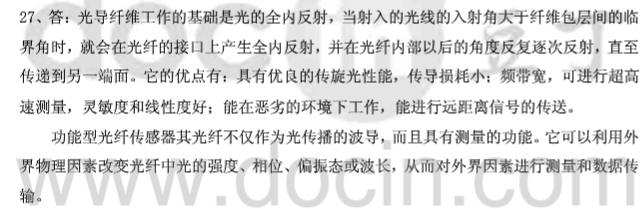 27、答：光导纤维工作的基础是光的全内反射，当射入的光线的入射角大于纤维包层间的临
界角时，就会在光纤的接口上产生全内反射，并在光纤内部以后的角度反复逐次反射，直至
传递到另一端面。它的优点有：具有优良的传旋光性能，传导损耗小；频带宽，可进行超高
速测量，灵敏度和线性度好；能在恶劣的环境下工作，能进行远距离信号的传送。
功能型光纤传感器其光纤不仅作为光传播的波导，而且具有测量的功能。它可以利用外
界物理因素改变光纤中光的强度、相位、偏振态或波长，从而对外界因素进行测量和数据传
输。
www.docin.com